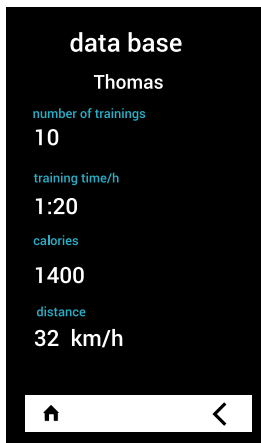 data base
Thomas
number of trainings
10
training time/h
1:20
calories
1400
distance
32 km/h